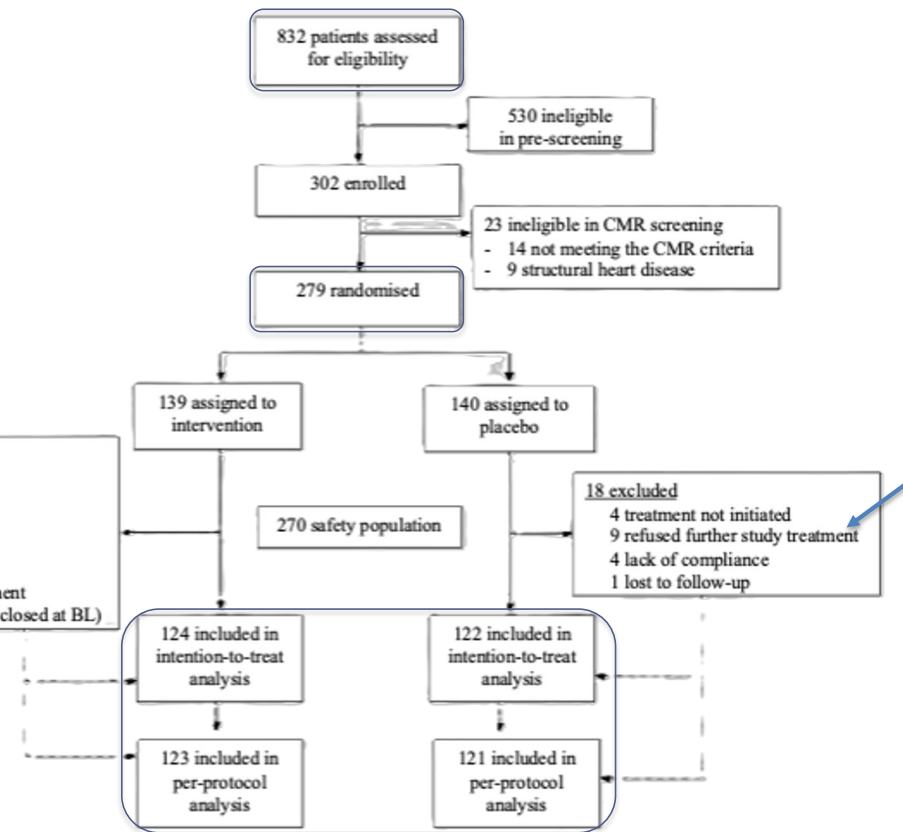 832 patients assessed
for eligibility
530 ineligible
in pre-screening
302 enrolled
23 ineligible in CMR screening
- 14 not meeting the CMR criteria
- 9 structural heart disease
279 randomised
139 assigned to
intervention
140 assigned to
placebo
270 safety population
18 excluded
4 treatment not initiated
9 refused further study treatment
4 lack of compliance
1 lost to follow-up
closed at BL)
124 included in
intention-to-treat
analysis
122 included in
intention-to-treat
analysis
123 included in
per-protocol
analysis
121 included in
per-protocol
analysis